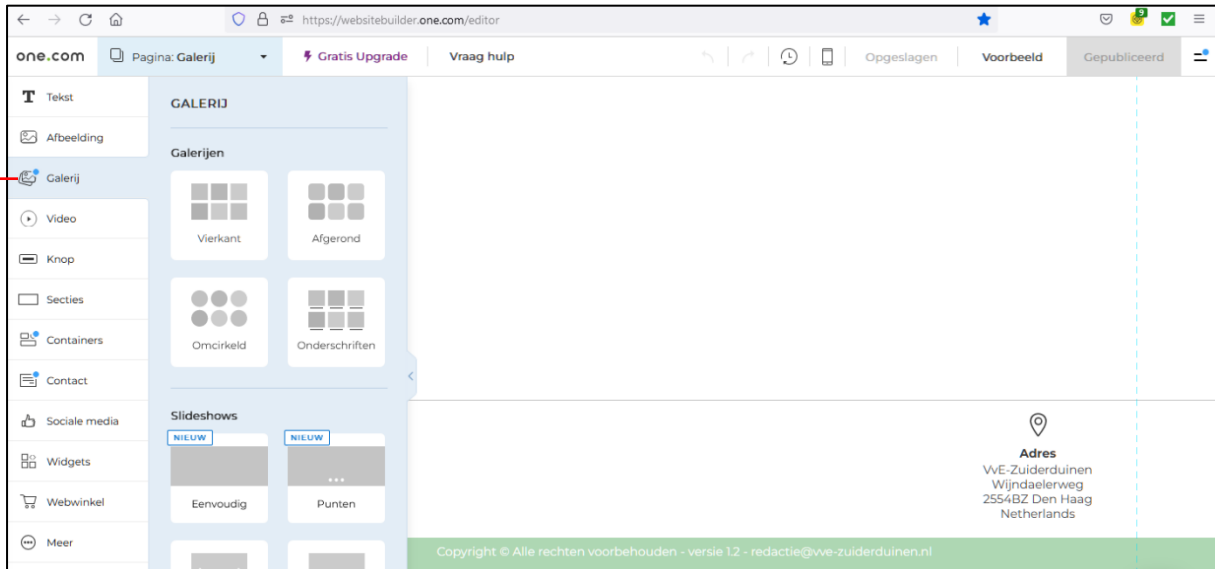 https://websitebuilder.one.com/editor
9
one.com Pagina: Galerij Gratis Upgrade Vraag hulp Opgeslagen Voorbeeld Gepubliceerd
Tekst
Afbeelding
Galerij
Video
Knop
Secties
Containers
Contact
Sociale media
Widgets
Webwinkel
Meer
GALERIJ
Galerijen
Vierkant Afgerond
Omcirkeld Onderschriften
Slideshows
NIEUW NIEUW
Eenvoudig Punten
Adres
VvE-Zuiderduinen
Wijndaelerweg
2554BZ Den Haag
Netherlands
Copyright © Alle rechten voorbehouden - versie 1.2 - redactie@vve-zuiderduinen.nl